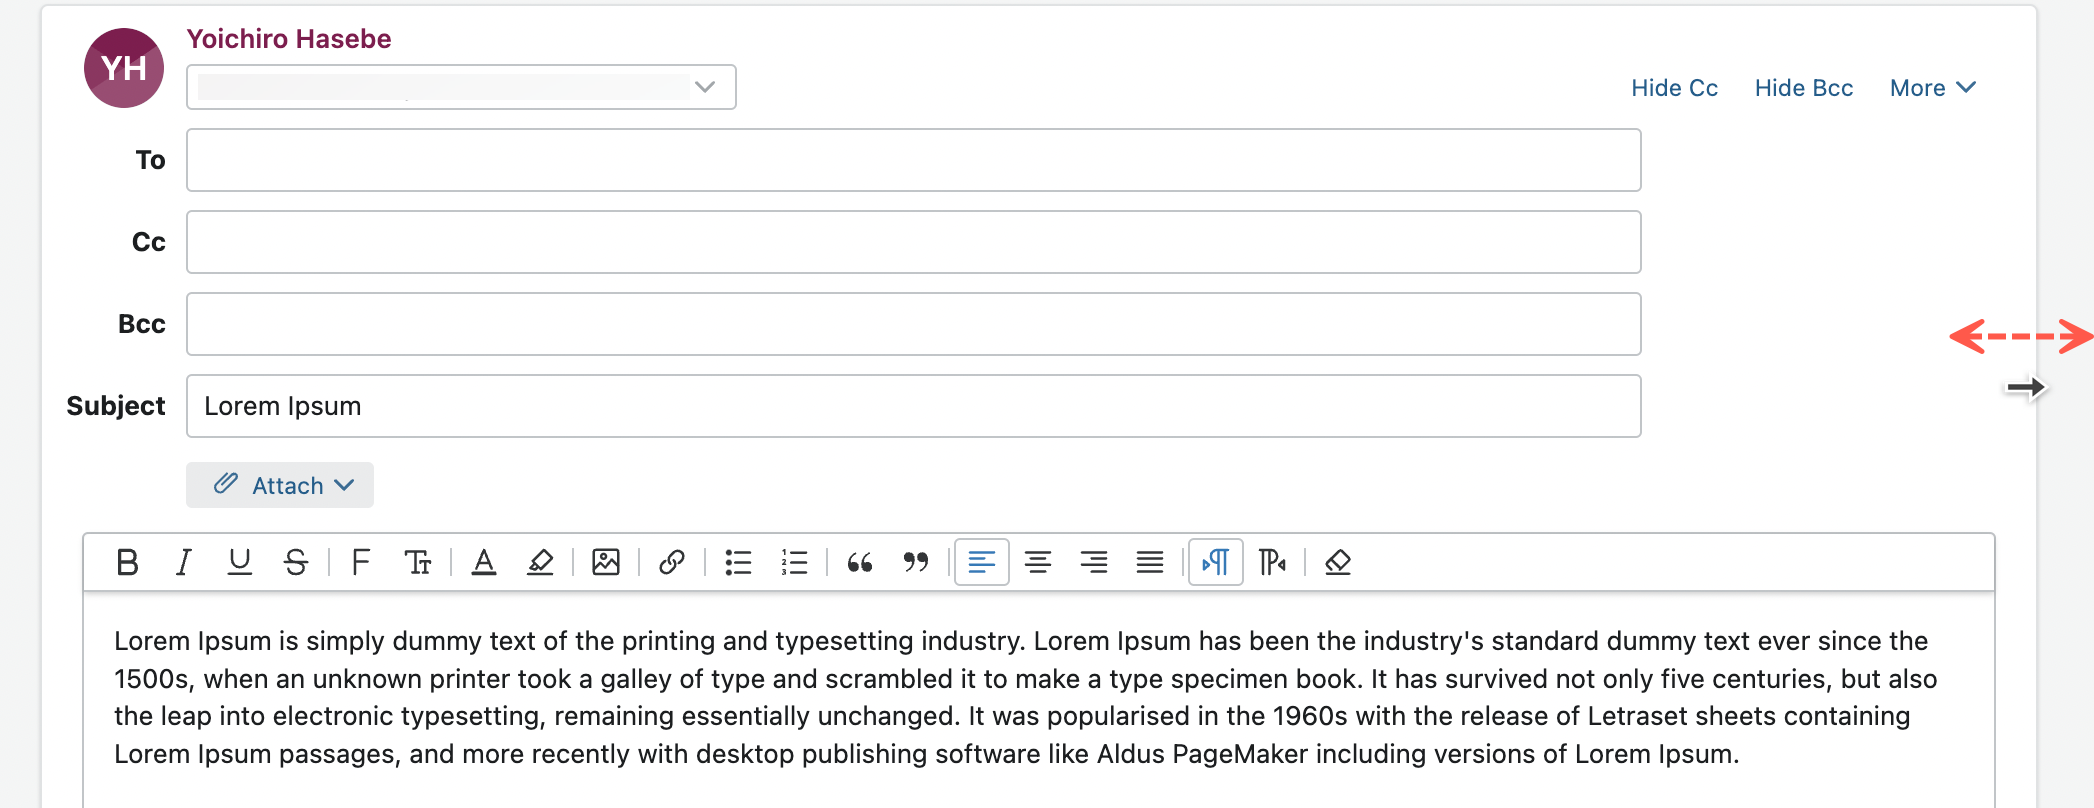 Yoichiro Hasebe
YH
Hide Cc Hide Bcc More
To
Cc
Bcc
Subject Lorem Ipsum
Attach
Lorem Ipsum is simply dummy text of the printing and typesetting industry. Lorem Ipsum has been the industry's standard dummy text ever since the
1500s, when an unknown printer took a galley of type and scrambled it to make a type specimen book. It has survived not only five centuries, but also
the leap into electronic typesetting, remaining essentially unchanged. It was popularised in the 1960s with the release of Letraset sheets containing
Lorem Ipsum passages, and more recently with desktop publishing software like Aldus PageMaker including versions of Lorem Ipsum.